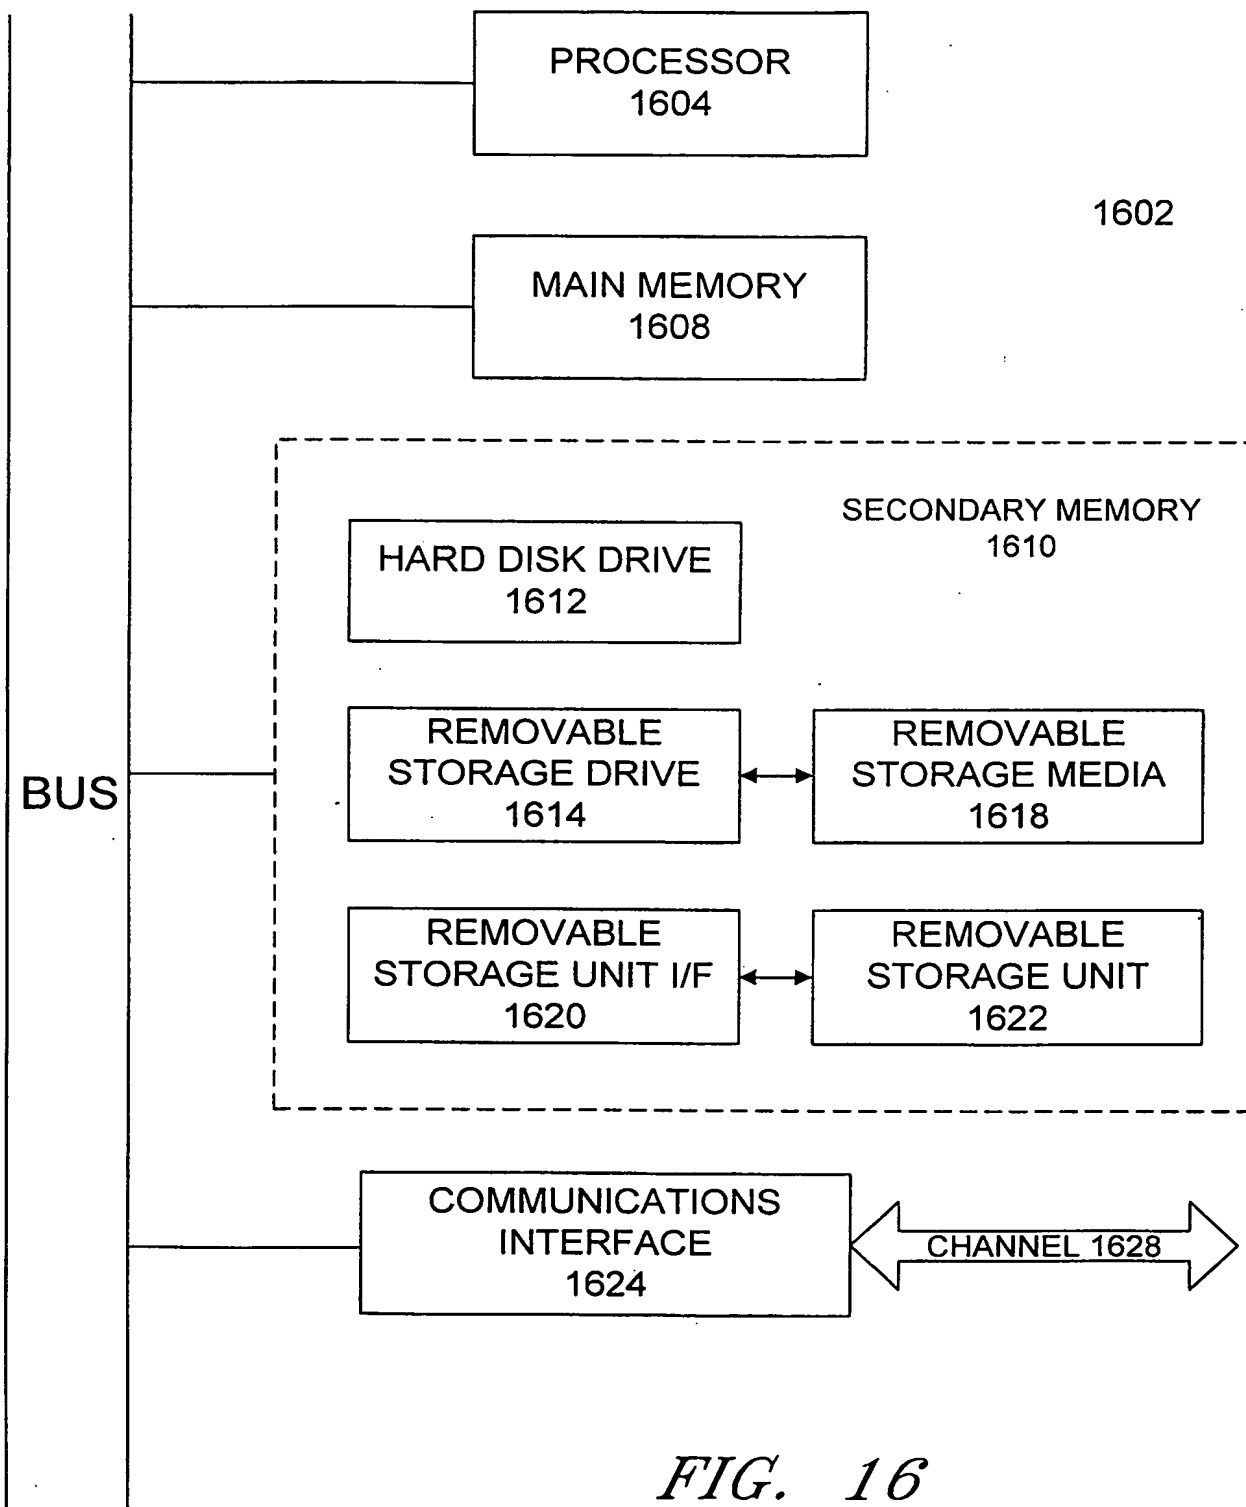 PROCESSOR
1604
1602
MAIN MEMORY
1608
SECONDARY MEMORY
1610
HARD DISK DRIVE
1612
REMOVABLE
STORAGE DRIVE
1614
REMOVABLE
STORAGE MEDIA
1618
BUS
REMOVABLE
STORAGE UNIT I/F
1620
REMOVABLE
STORAGE UNIT
1622
COMMUNICATIONS
INTERFACE
1624
CHANNEL 1628
FIG. 16